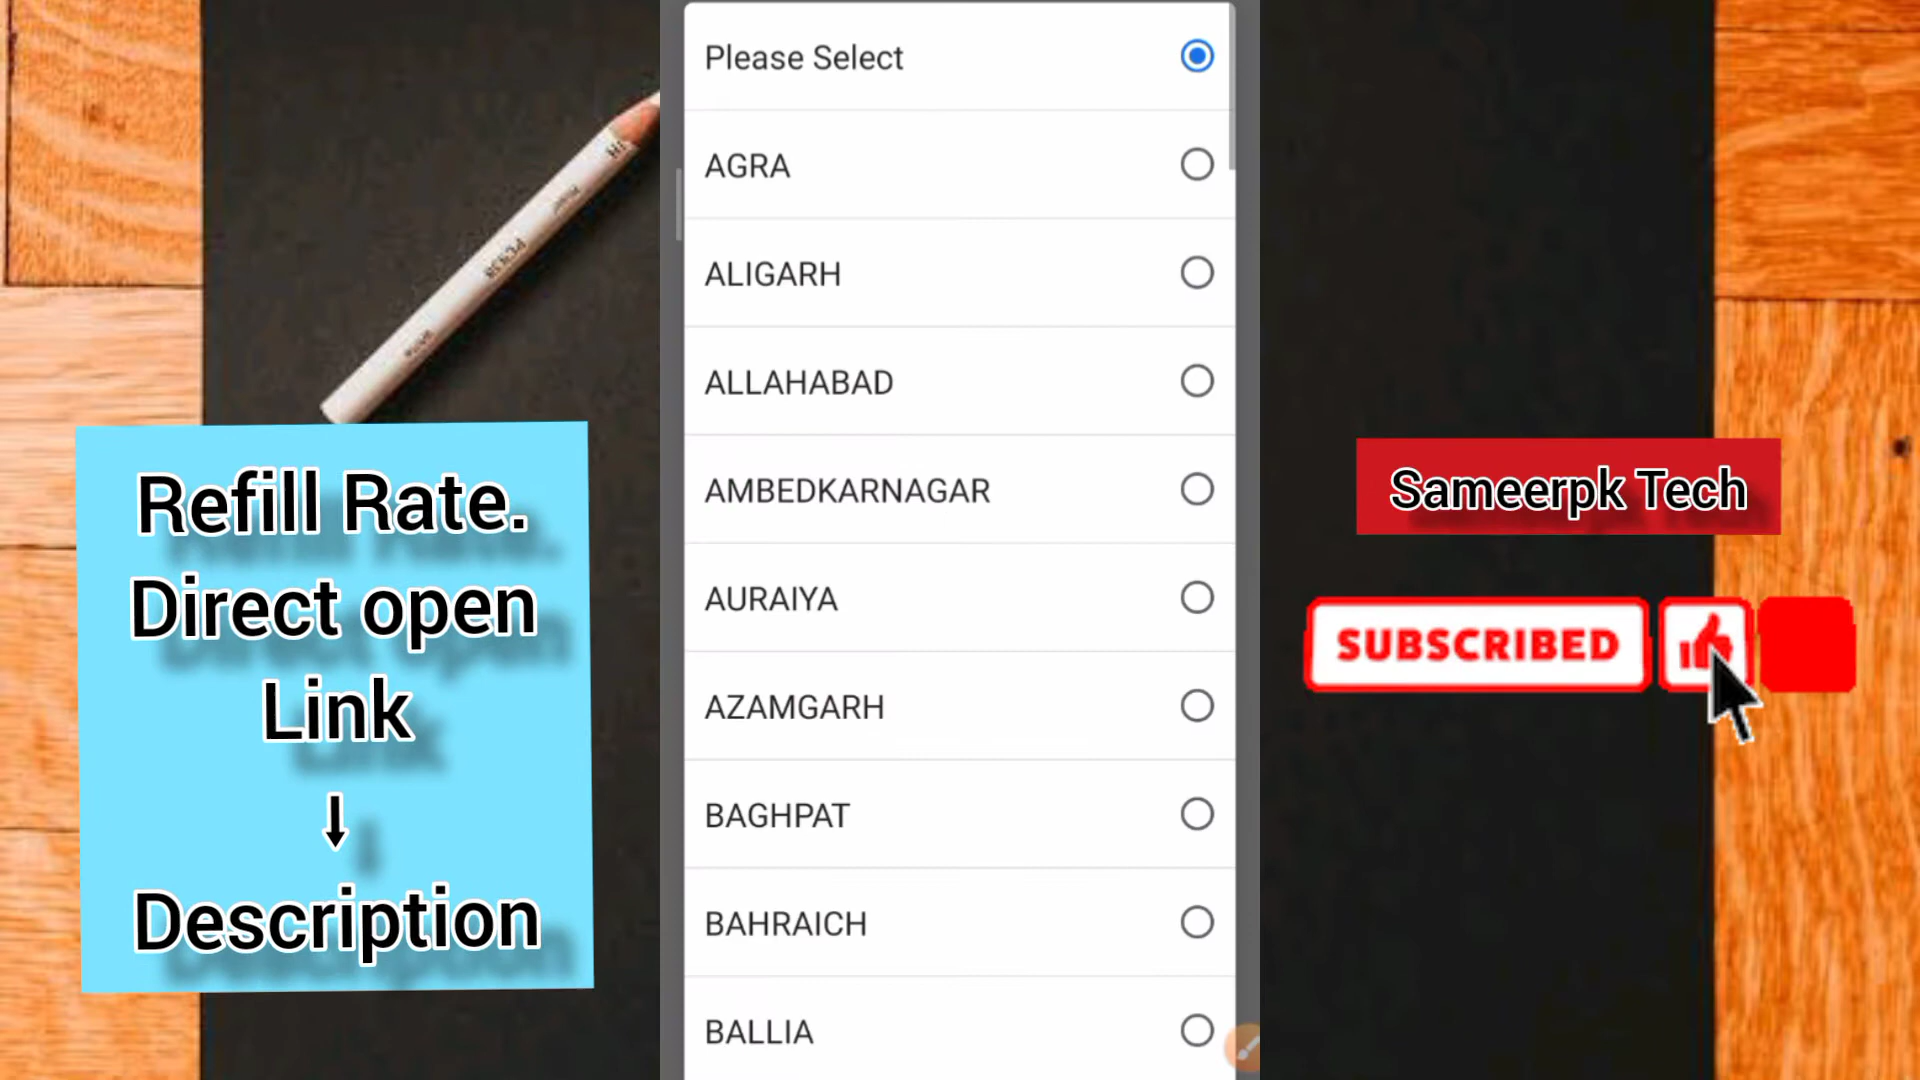 Please Select
AGRA
ALIGARH
ALLAHABAD
AMBEDKARNAGAR
AURAIYA
AZAMGARH
BAGHPAT
BAHRAICH
BALLIA
Refill Rate.
Direct open
Link
↓
Description
Sameerpk Tech
SUBSCRIBED